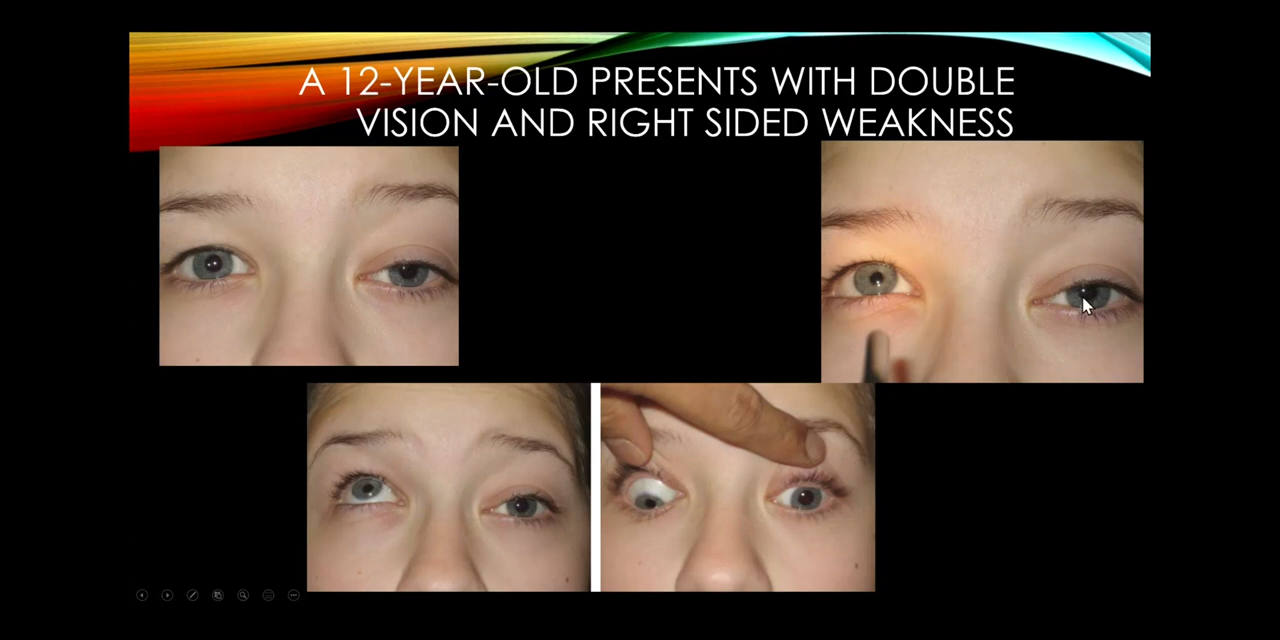 A 12-YEAR-OLD PRESENTS WITH DOUBLE
VISION AND RIGHT SIDED WEAKNESS